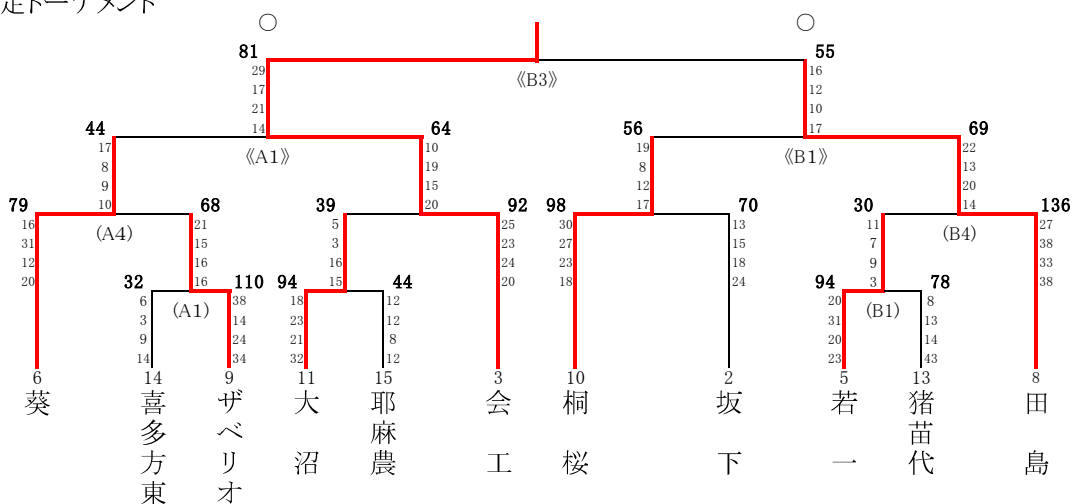 定トーナメント
○ ○
81 55
《B3》
29 16
17 12
21 10
14 17
44 64 56 69
《A1》 《B1》
17 10 19 22
8 19 8 13
9 15 12 20
10 20 17 14
79 68 39 92 98 70 30 136
(A4) (B4)
16 21 5 25 30 13 11 27
31 15 3 23 27 15 7 38
12 16 16 24 23 18 9 33
20 16 15 20 18 24 3 38
32 110 94 44 94 78
(A1) (B1)
6 38 18 12 20 8
3 14 23 12 31 13
9 24 21 8 20 14
14 34 32 12 23 43
6 14 9 11 15 3 10 2 5 13 8
葵
喜多方東
ザベリオ
大沼
耶麻農
会工
桐桜
坂下
若一
猪苗代
田島